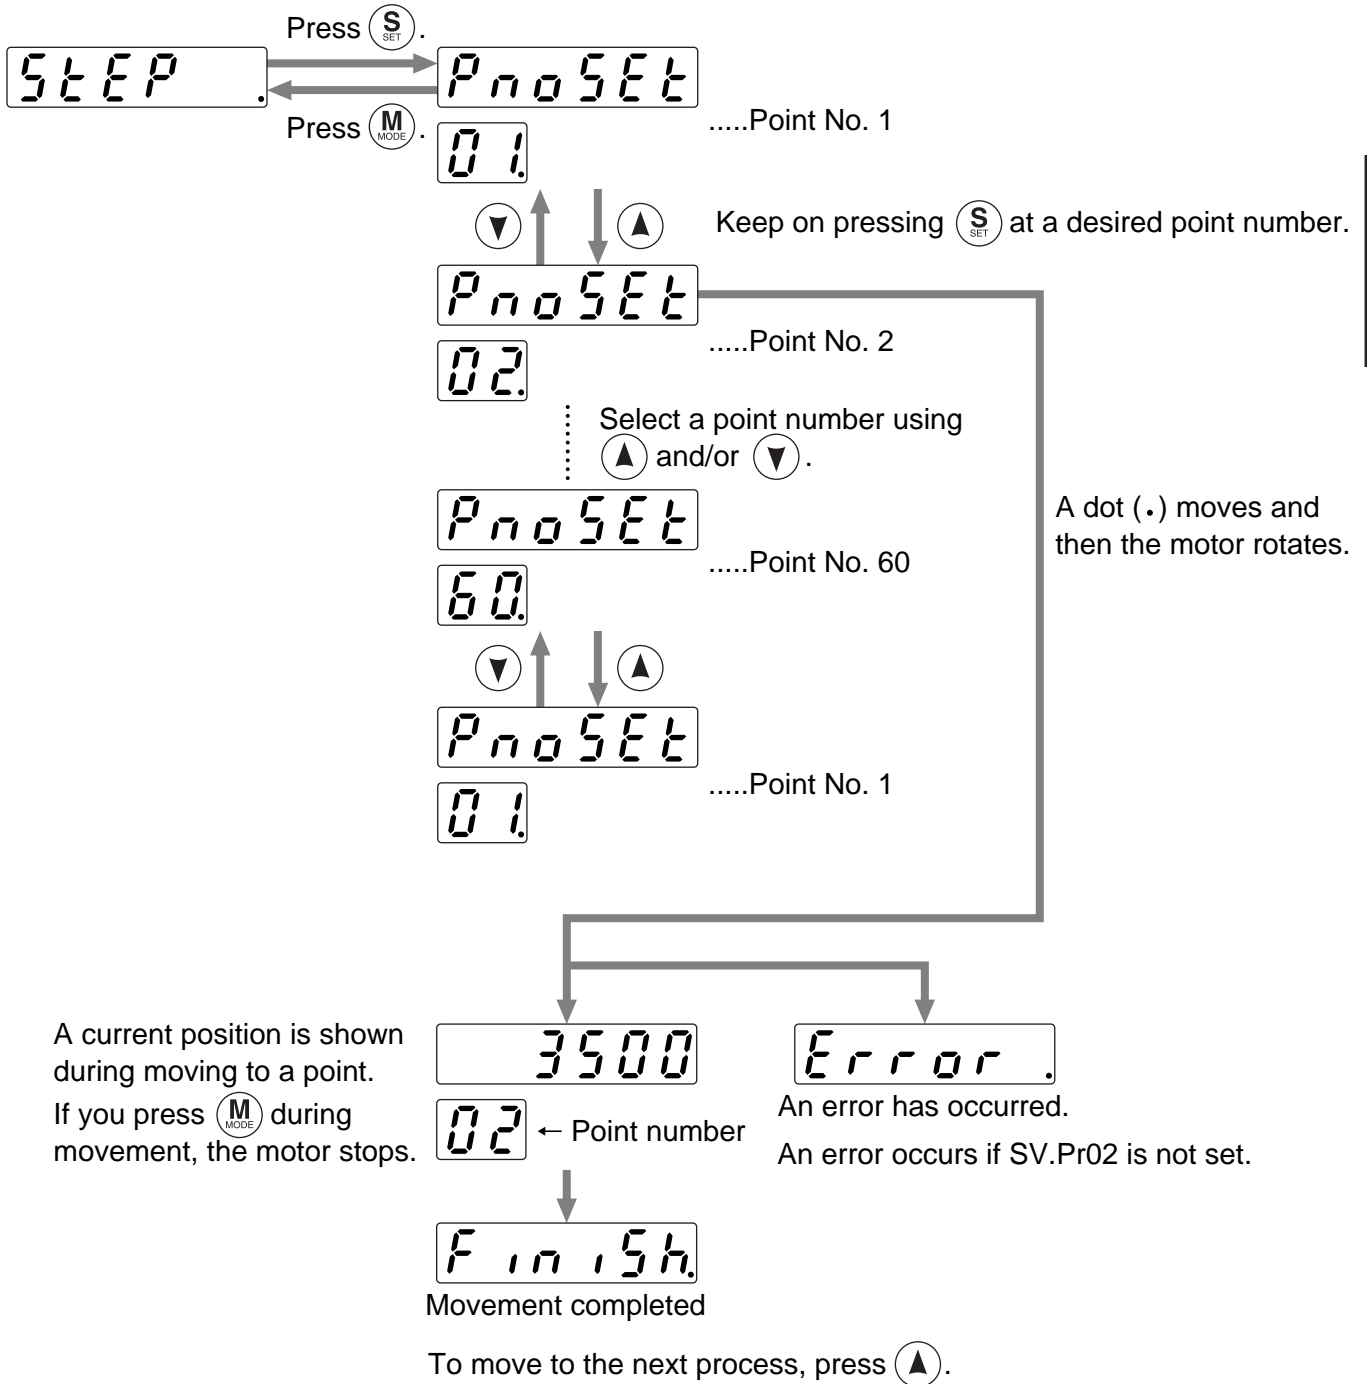 Press S SET .
StEP .
PnoSEt
Press M MODE .
.....Point No. 1
01.
Keep on pressing S SET at a desired point number.
PnoSEt
.....Point No. 2
02.
Select a point number using
and/or .
PnoSEt
A dot (.) moves and
then the motor rotates.
.....Point No. 60
60.
PnoSEt
.....Point No. 1
01.
A current position is shown
during moving to a point.
If you press M MODE during
movement, the motor stops.
3500
02 ← Point number
Error .
An error has occurred.
An error occurs if SV.Pr02 is not set.
FiniSh.
Movement completed
To move to the next process, press .